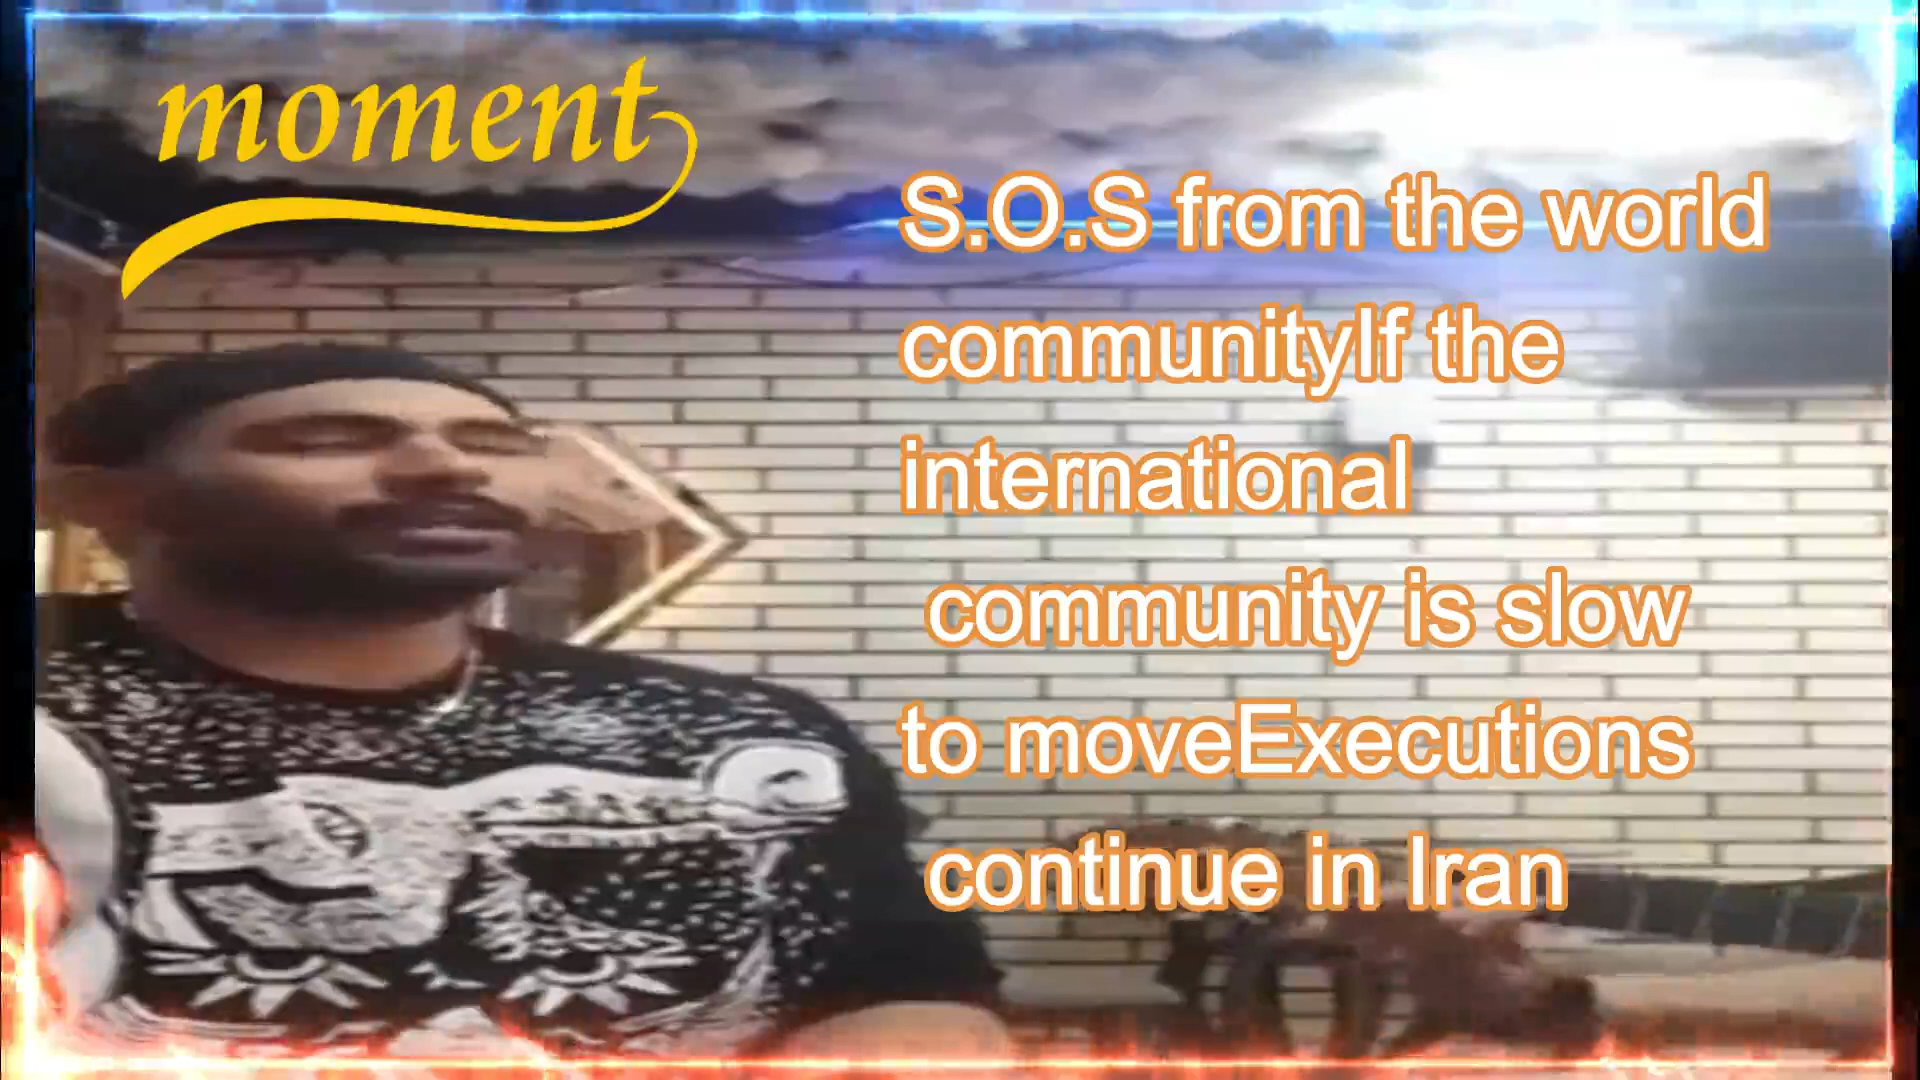 moment
S.O.S from the world
communityIf the
international
community is slow
to moveExecutions
continue in Iran